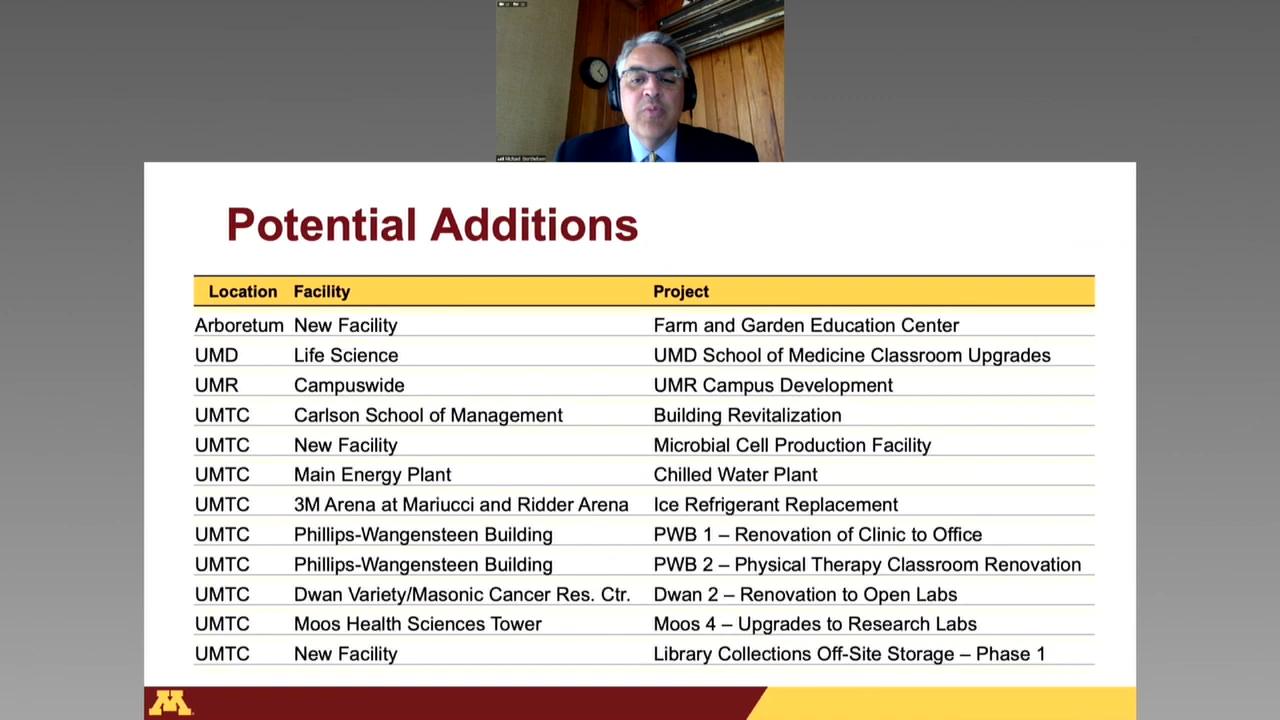 Michael Berthelsen
Potential Additions
Location Facility Project
Arboretum New Facility Farm and Garden Education Center
UMD Life Science UMD School of Medicine Classroom Upgrades
UMR Campuswide UMR Campus Development
UMTC Carlson School of Management Building Revitalization
UMTC New Facility Microbial Cell Production Facility
UMTC Main Energy Plant Chilled Water Plant
UMTC 3M Arena at Mariucci and Ridder Arena Ice Refrigerant Replacement
UMTC Phillips-Wangensteen Building PWB 1 – Renovation of Clinic to Office
UMTC Phillips-Wangensteen Building PWB 2 – Physical Therapy Classroom Renovation
UMTC Dwan Variety/Masonic Cancer Res. Ctr. Dwan 2 – Renovation to Open Labs
UMTC Moos Health Sciences Tower Moos 4 – Upgrades to Research Labs
UMTC New Facility Library Collections Off-Site Storage – Phase 1
M